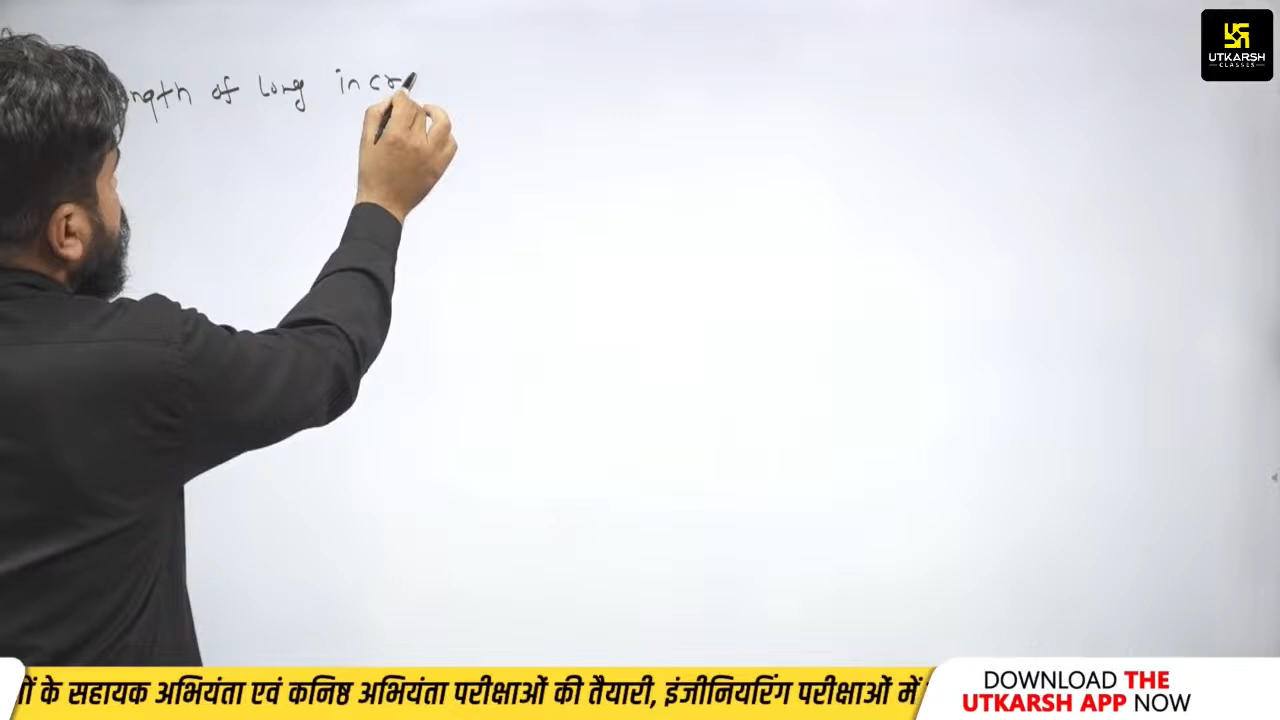 ngth of long incr
UTKARSH
CLASSES
के सहायक अभियंता एवं कनिष्ठ अभियंता परीक्षाओं की तैयारी, इंजीनियरिंग परीक्षाओं में
DOWNLOAD THE
UTKARSH APP NOW